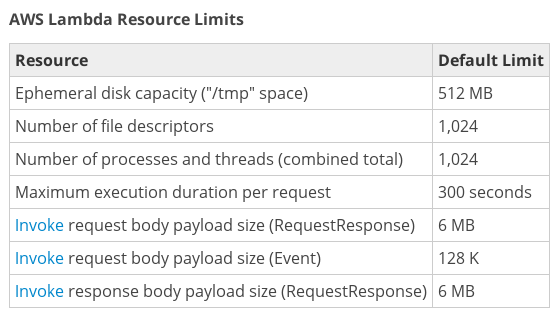 AWS Lambda Resource Limits
Resource Default Limit
Ephemeral disk capacity ("/tmp" space) 512 MB
Number of file descriptors 1,024
Number of processes and threads (combined total) 1,024
Maximum execution duration per request 300 seconds
Invoke request body payload size (RequestResponse) 6 MB
Invoke request body payload size (Event) 128 K
Invoke response body payload size (RequestResponse) 6 MB